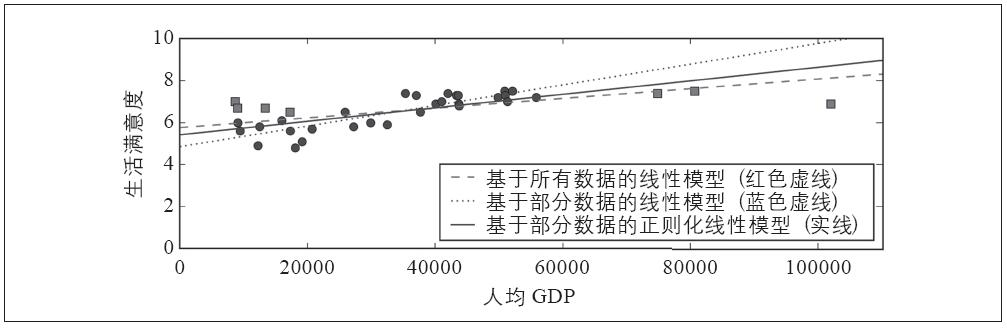 10
8
6
4
2
0
生活满意度
基于所有数据的线性模型（红色虚线）
基于部分数据的线性模型（蓝色虚线）
基于部分数据的正则化线性模型（实线）
0 20000 40000 60000 80000 100000
人均 GDP